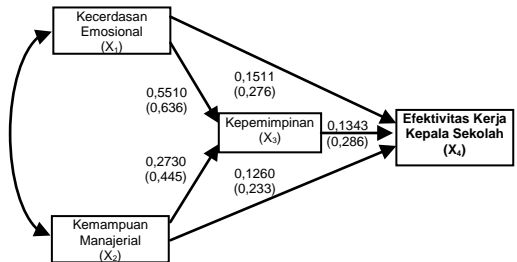 Kecerdasan
Emosional
(X1)
0,1511
(0,276)
0,5510
(0,636)
Kepemimpinan
(X3)
0,1343
(0,286)
Efektivitas Kerja
Kepala Sekolah
(X4)
0,2730
(0,445)
0,1260
(0,233)
Kemampuan
Manajerial
(X2)